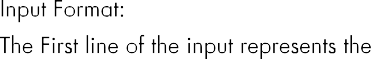 Input Format:
The First line of the input represents the